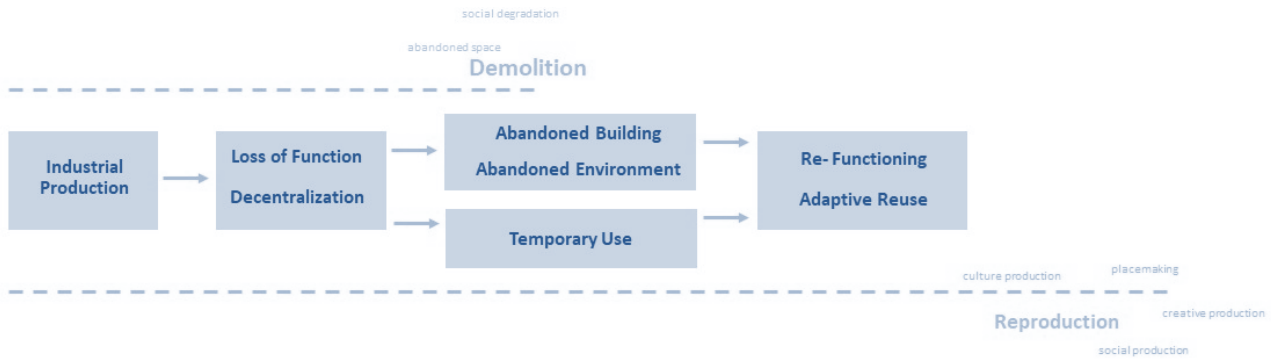 social degradation
abandoned space
Demolition
Industrial
Production
Loss of Function
Decentralization
Abandoned Building
Abandoned Environment
Temporary Use
Re- Functioning
Adaptive Reuse
culture production
placemaking
Reproduction
creative production
social production